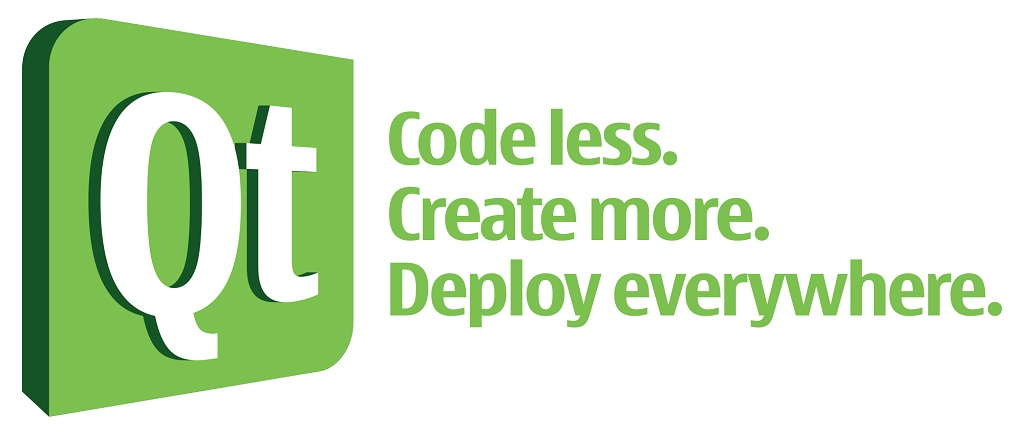 Qt
Code less.
Create more.
Deploy everywhere.